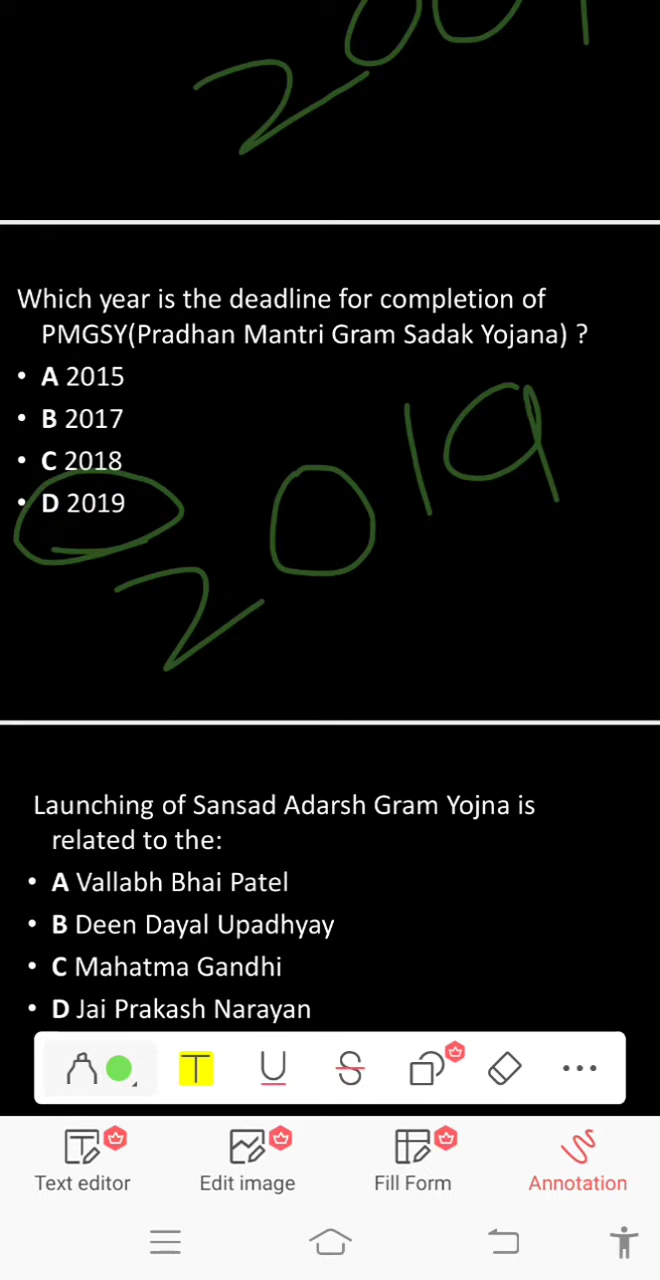 2001
Which year is the deadline for completion of
PMGSY(Pradhan Mantri Gram Sadak Yojana) ?
• A 2015
• B 2017
• C 2018
• D 2019
2019
Launching of Sansad Adarsh Gram Yojna is
related to the:
• A Vallabh Bhai Patel
• B Deen Dayal Upadhyay
• C Mahatma Gandhi
• D Jai Prakash Narayan
T U S
Text editor Edit image Fill Form Annotation